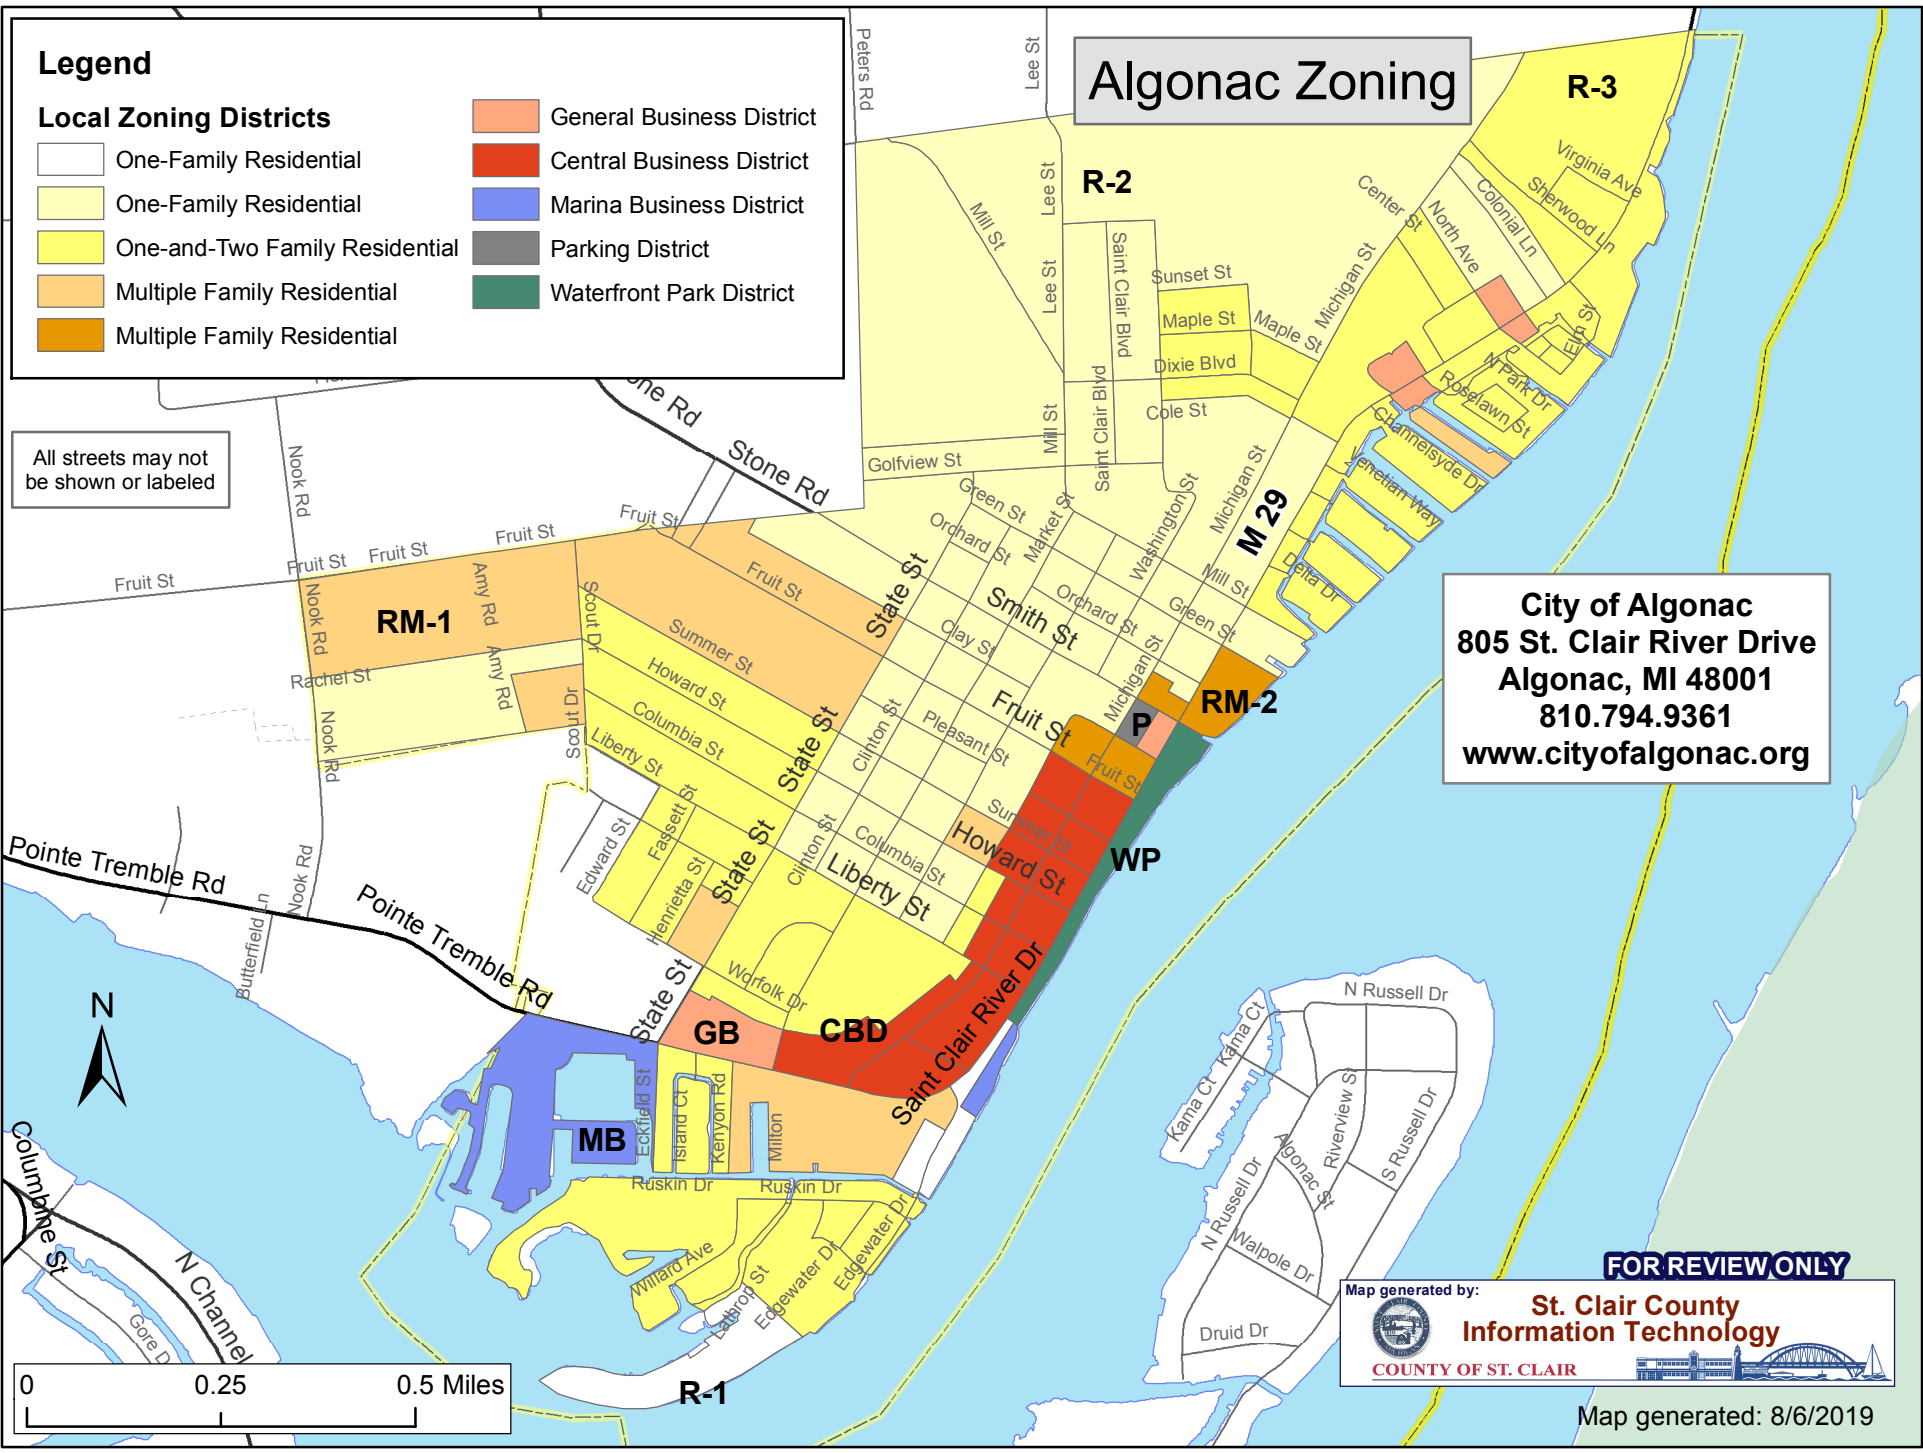 Legend
Local Zoning Districts
One-Family Residential
One-Family Residential
One-and-Two Family Residential
Multiple Family Residential
Multiple Family Residential
General Business District
Central Business District
Marina Business District
Parking District
Waterfront Park District
Algonac Zoning
All streets may not
be shown or labeled
City of Algonac
805 St. Clair River Drive
Algonac, MI 48001
810.794.9361
www.cityofalgonac.org
Peters Rd
Lee St
R-3
R-2
Virginia Ave
Sherwood Ln
Colonial Ln
North Ave
Center St
Michigan St
Mill St
Lee St
Lee St
Saint Clair Blvd
Sunset St
Maple St
Maple St
Dixie Blvd
Cole St
Elm St
N Park Dr
Roselawn St
Channelsyde Dr
Venetian Way
Delta Dr
Mill St
Saint Clair Blvd
Golfview St
Stone Rd
Nook Rd
Green St
Orchard St
Market St
Washington St
Michigan St
M 29
Fruit St
Fruit St
Fruit St
Fruit St
Fruit St
Nook Rd
RM-1
Amy Rd
Scout Dr
Fruit St
State St
Smith St
Orchard St
Mill St
Green St
Clay St
Summer St
Howard St
Rachel St
Amy Rd
Scout Dr
Columbia St
Liberty St
Nook Rd
State St
Clinton St
Pleasant St
Fruit St
Michigan St
P
RM-2
Fruit St
Summer St
Howard St
WP
Edward St
Fassett St
Henrietta St
State St
Clinton St
Columbia St
Liberty St
Pointe Tremble Rd
Nook Rd
Butterfield Ln
Pointe Tremble Rd
State St
Worfolk Dr
GB
CBD
Saint Clair River Dr
N
MB
Eckfield St
Island Ct
Kenyon Rd
Milton
Ruskin Dr
Ruskin Dr
Willard Ave
Lathrop St
Edgewater Dr
Edgewater Dr
R-1
Columbine St
N Channel
Gore D
N Russell Dr
Kama Ct
Kama Ct
Riverview St
S Russell Dr
Algonac St
N Russell Dr
Walpole Dr
Druid Dr
0
0.25
0.5 Miles
FOR REVIEW ONLY
Map generated by:
St. Clair County
Information Technology
COUNTY OF ST. CLAIR
Map generated: 8/6/2019